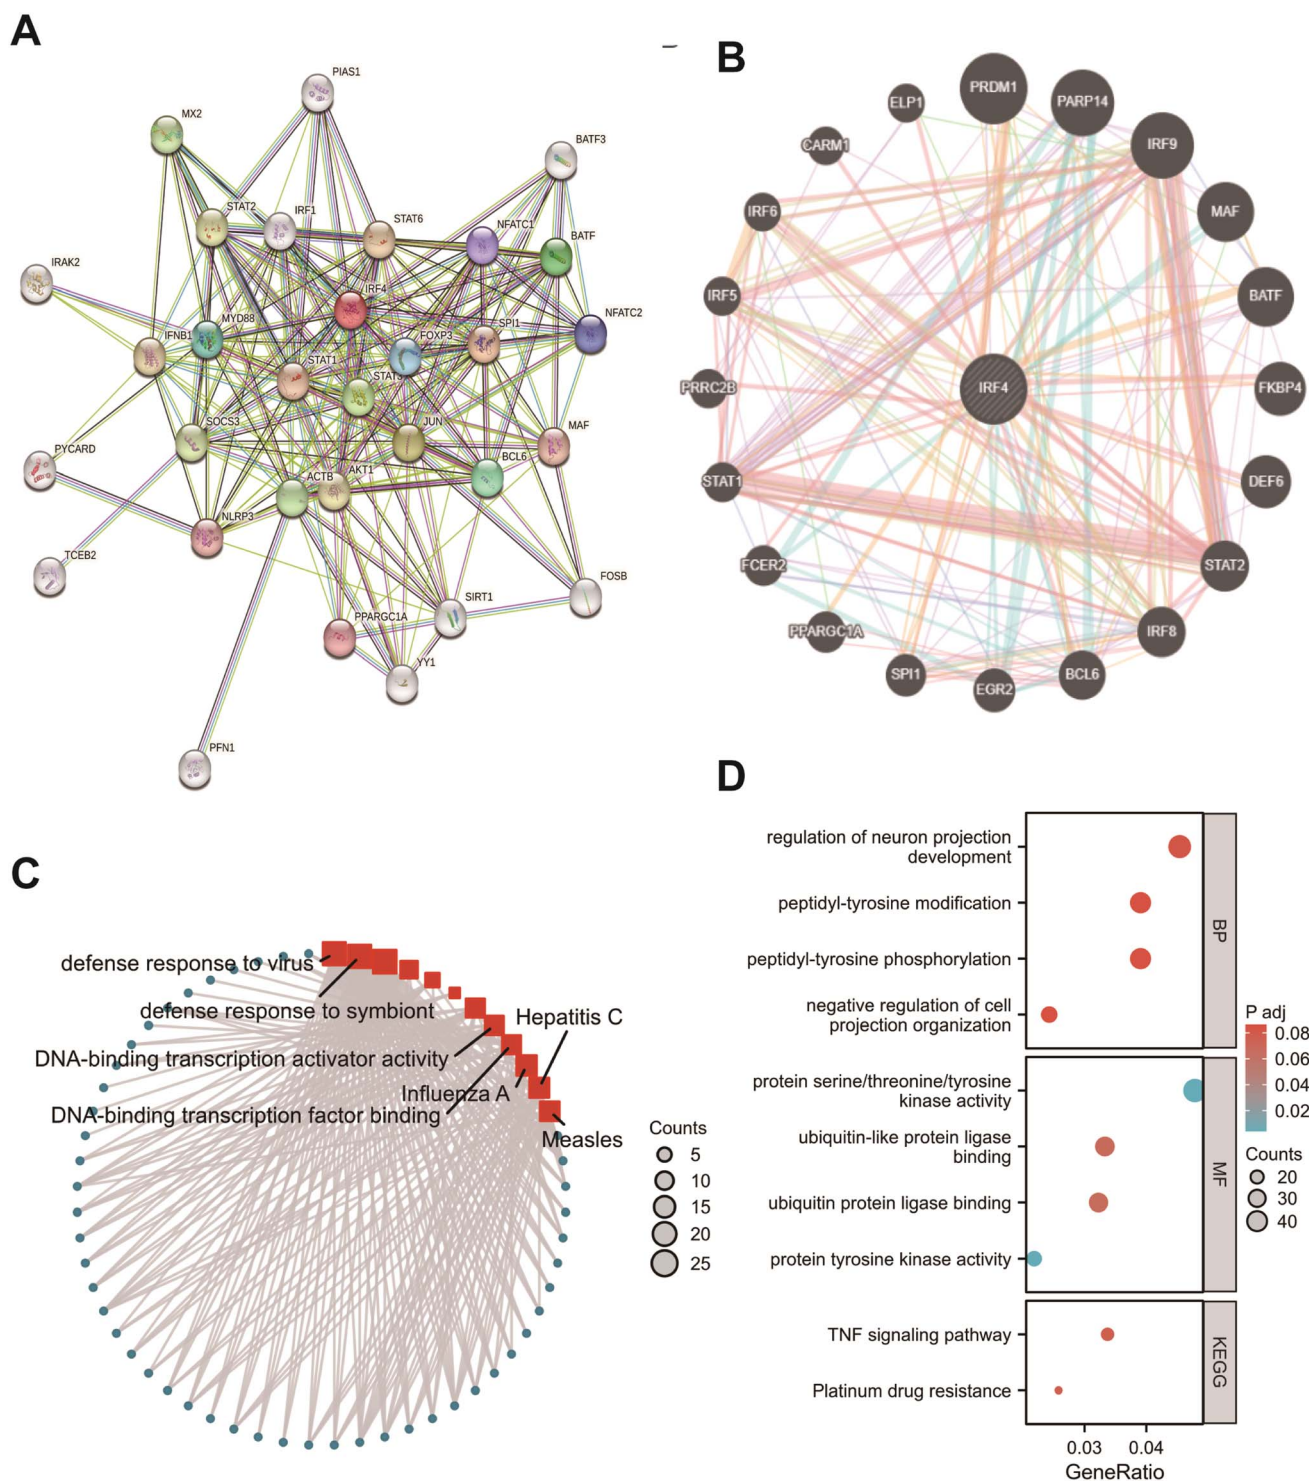 A
PIAS1
MX2
BATF3
STAT2
IRF1
STAT6
NFATC1
BATF
IRAK2
IRF4
NFATC2
IFNB1
MYD88
FOXP3
SPI1
STAT1
STAT3
SOCS3
JUN
MAF
PYCARD
BCL6
ACTB
AKT1
NLRP3
TCEB2
FOSB
SIRT1
PPARGC1A
YY1
PFN1
B
PRDM1
PARP14
ELP1
IRF9
CARM1
MAF
IRF6
BATF
IRF5
FKBP4
PRRC2B
IRF4
DEF6
STAT1
STAT2
FCER2
IRF8
PPARGC1A
BCL6
SPI1
EGR2
C
defense response to virus
defense response to symbiont
Hepatitis C
DNA-binding transcription activator activity
Influenza A
DNA-binding transcription factor binding
Measles
Counts
5
10
15
20
25
D
regulation of neuron projection
development
peptidyl-tyrosine modification
peptidyl-tyrosine phosphorylation
negative regulation of cell
projection organization
BP
protein serine/threonine/tyrosine
kinase activity
ubiquitin-like protein ligase
binding
ubiquitin protein ligase binding
protein tyrosine kinase activity
MF
TNF signaling pathway
Platinum drug resistance
KEGG
0.03 0.04
GeneRatio
P adj
0.08
0.06
0.04
0.02
Counts
20
30
40